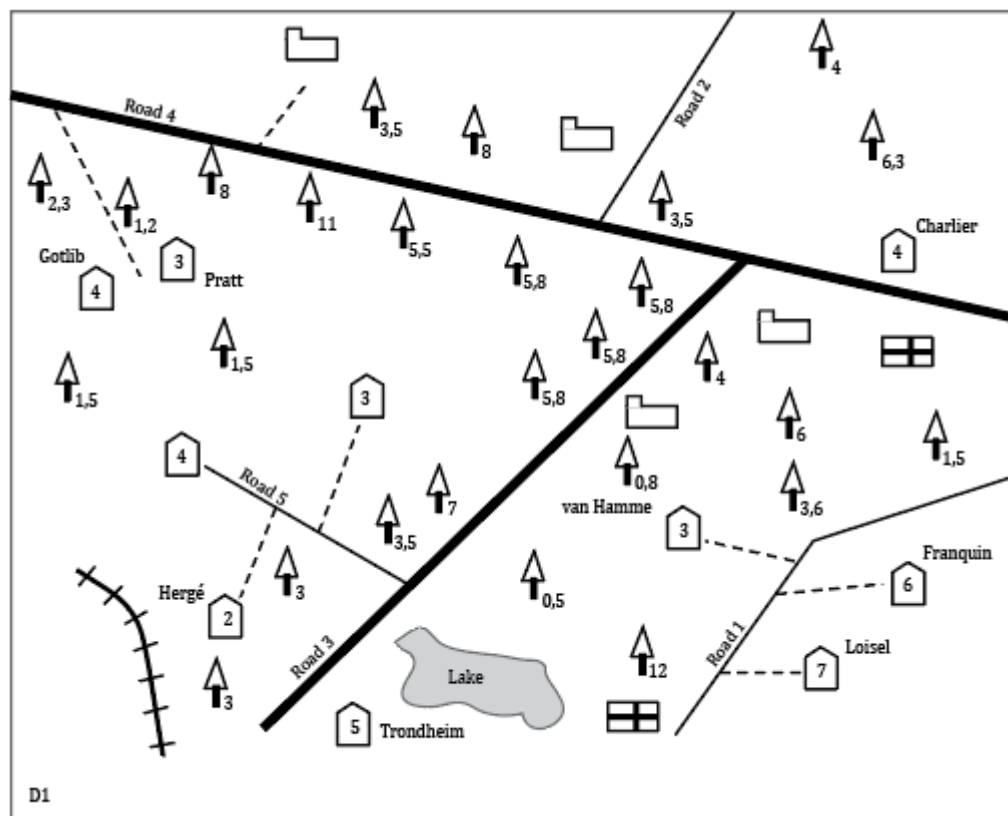 4
Road 4
Road 2
3,5
8
6,3
2,3
1,2
8
11
3,5
5,5
Charlier
4
Gotlib
4
3
Pratt
5,8
5,8
1,5
1,5
5,8
4
5,8
3
6
1,5
4
Road 5
7
0,8
3,6
3,5
van Hamme
3
Franquin
6
Hergé
2
3
0,5
Road 3
Road 1
Loisel
7
12
Lake
3
5
Trondheim
D1